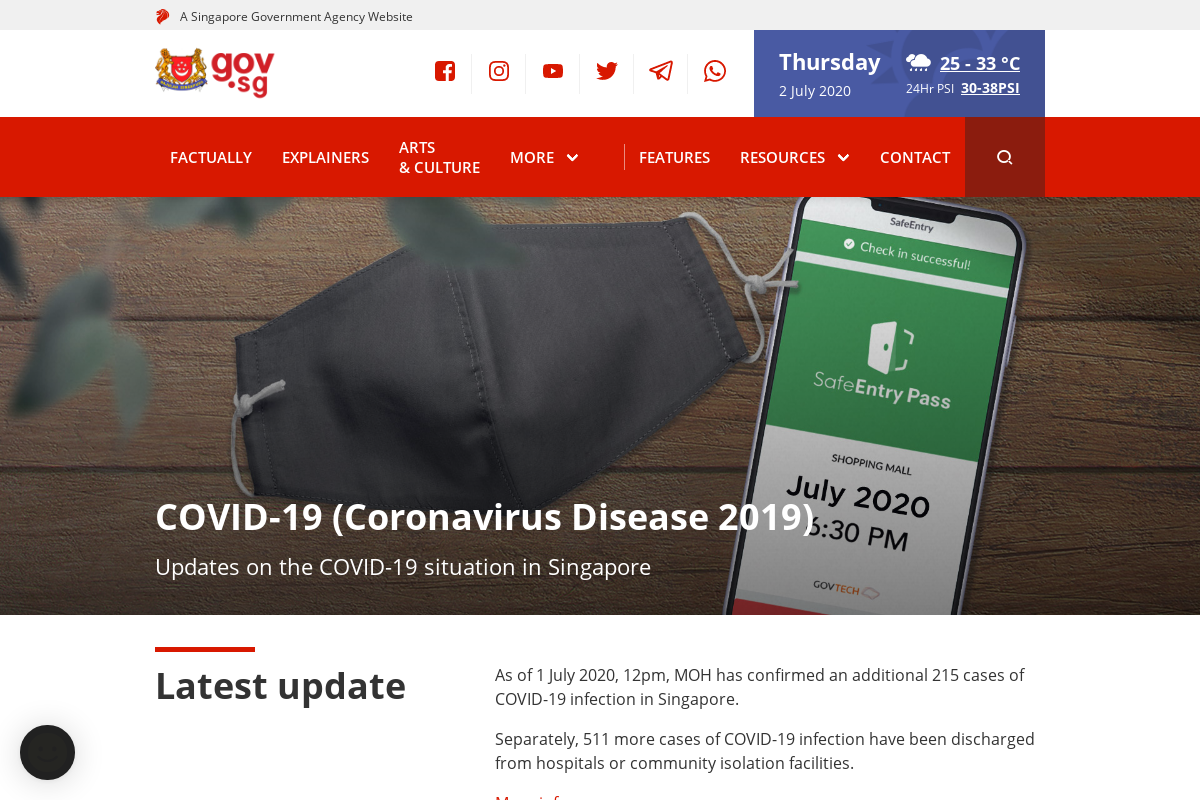 A Singapore Government Agency Website
gov
.sg
Thursday
2 July 2020
25 - 33 °C
24Hr PSI 30-38PSI
FACTUALLY
EXPLAINERS
ARTS
& CULTURE
MORE
FEATURES
RESOURCES
CONTACT
SafeEntry
Check in successful!
SafeEntry Pass
SHOPPING MALL
July 2020
6:30 PM
GOVTECH
COVID-19 (Coronavirus Disease 2019)
Updates on the COVID-19 situation in Singapore
Latest update
As of 1 July 2020, 12pm, MOH has confirmed an additional 215 cases of
COVID-19 infection in Singapore.
Separately, 511 more cases of COVID-19 infection have been discharged
from hospitals or community isolation facilities.